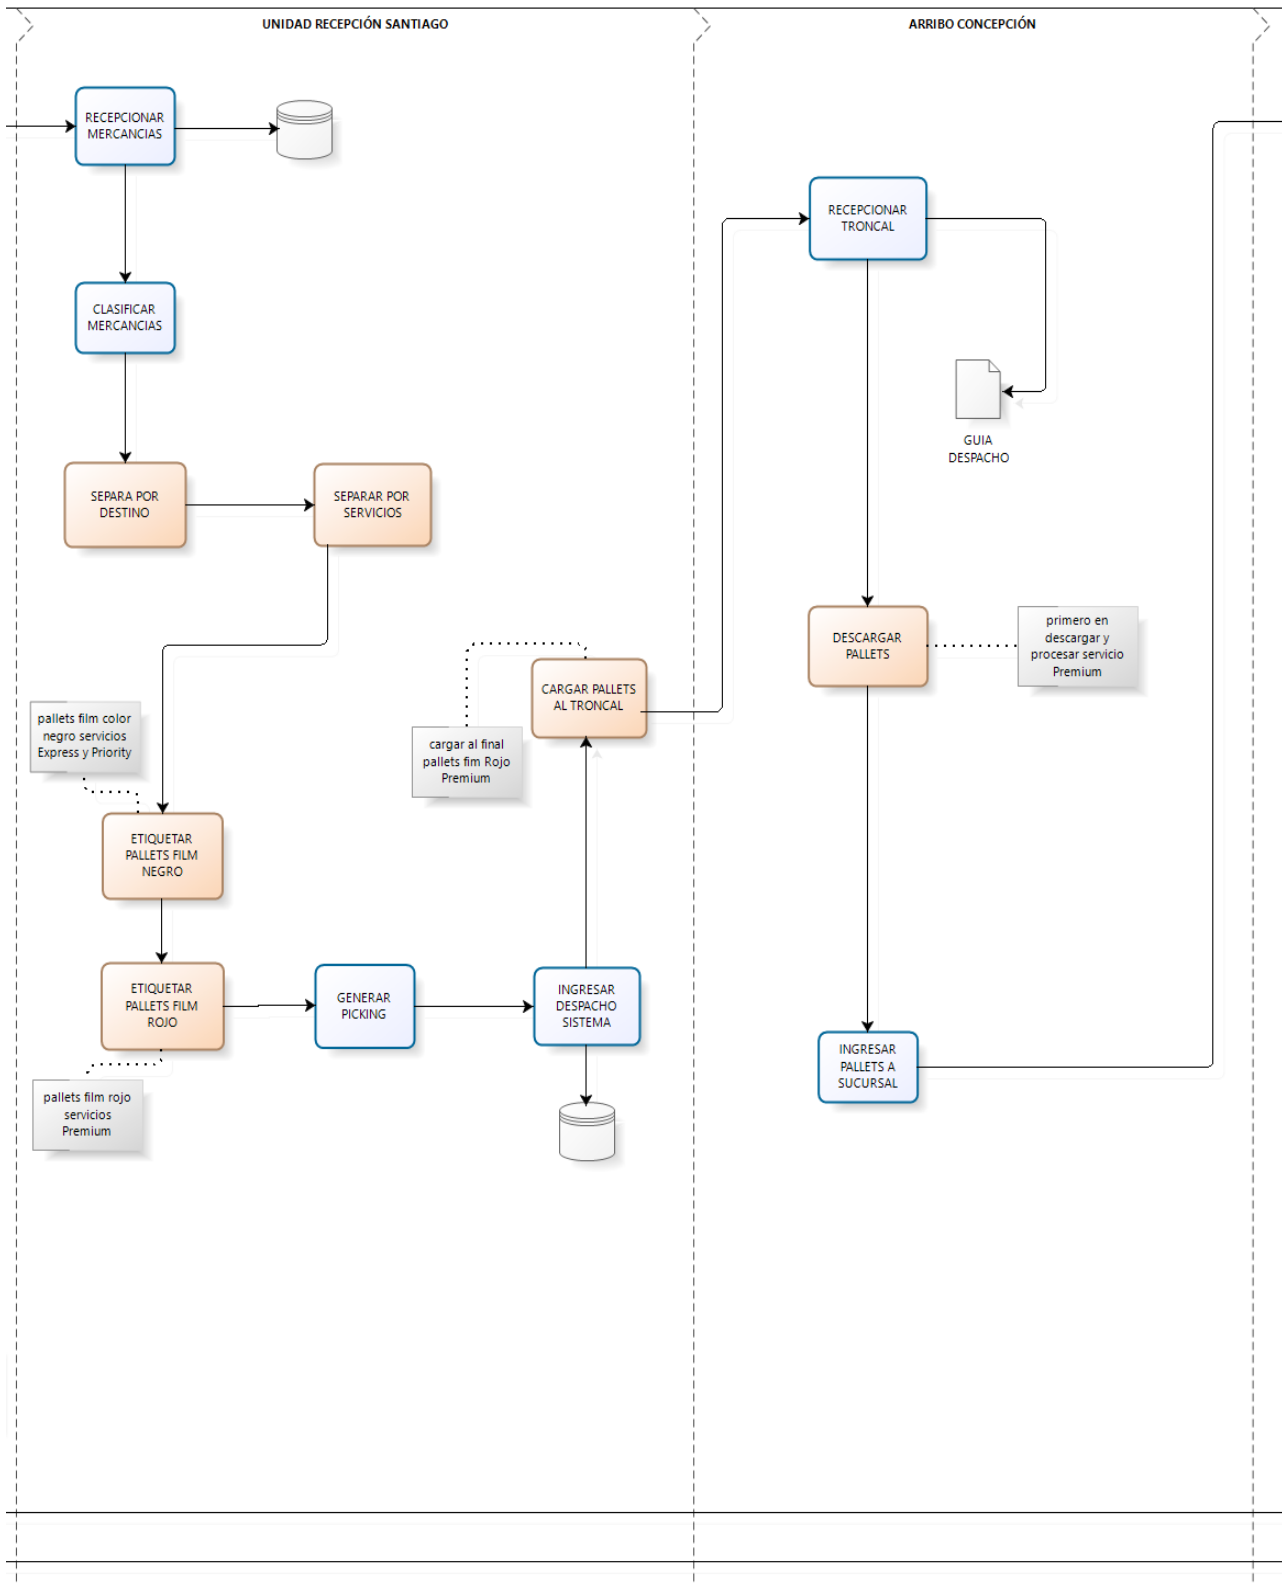 UNIDAD RECEPCIÓN SANTIAGO
ARRIBO CONCEPCIÓN
RECEPCIONAR
MERCANCIAS
CLASIFICAR
MERCANCIAS
SEPARA POR
DESTINO
SEPARAR POR
SERVICIOS
pallets film color
negro servicios
Express y Priority
ETIQUETAR
PALLETS FILM
NEGRO
ETIQUETAR
PALLETS FILM
ROJO
pallets film rojo
servicios
Premium
GENERAR
PICKING
INGRESAR
DESPACHO
SISTEMA
CARGAR PALLETS
AL TRONCAL
cargar al final
pallets fim Rojo
Premium
RECEPCIONAR
TRONCAL
GUIA
DESPACHO
DESCARGAR
PALLETS
primero en
descargar y
procesar servicio
Premium
INGRESAR
PALLETS A
SUCURSAL